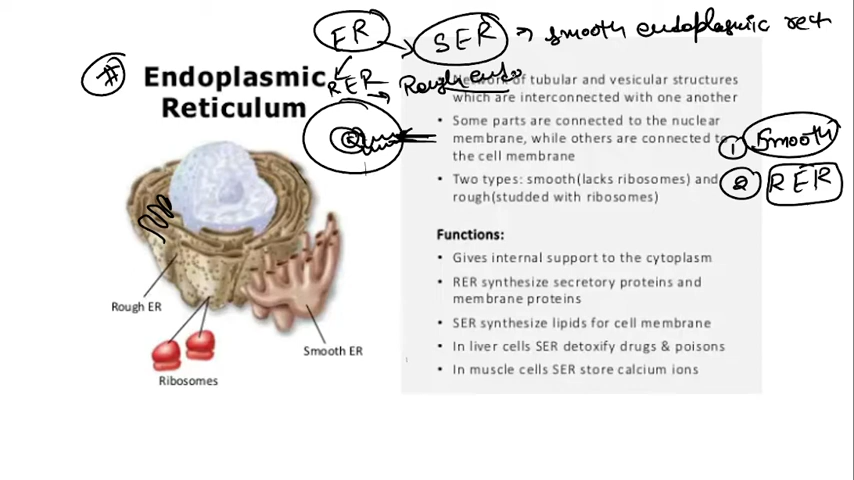 ER
SER → smooth endoplasmic
RER → Rough endo
#
Endoplasmic
Reticulum
Network of tubular and vesicular structures
which are interconnected with one another
• Some parts are connected to the nuclear
membrane, while others are connected to
the cell membrane
• Two types: smooth(lacks ribosomes) and
rough(studded with ribosomes)
① Smooth
② RER
Functions:
• Gives internal support to the cytoplasm
• RER synthesize secretory proteins and
membrane proteins
• SER synthesize lipids for cell membrane
• In liver cells SER detoxify drugs & poisons
• In muscle cells SER store calcium ions
Rough ER
Smooth ER
Ribosomes